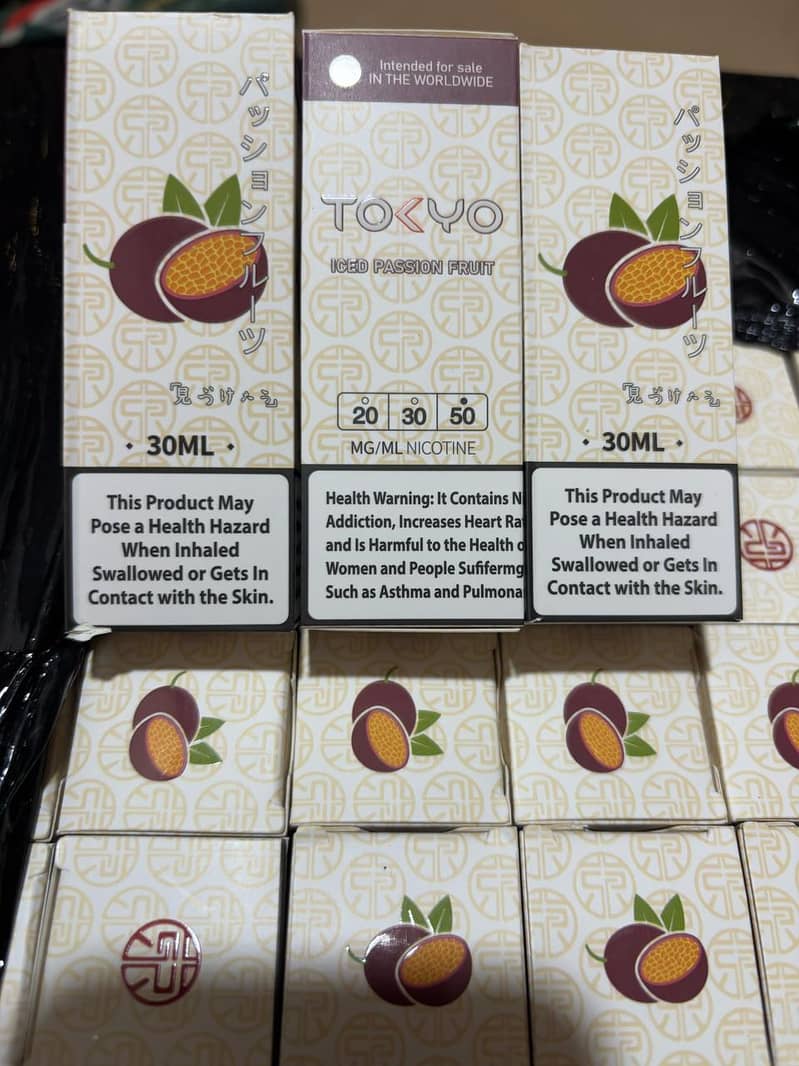 パッションフルーツ
30ML
This Product May
Pose a Health Hazard
When Inhaled
Swallowed or Gets In
Contact with the Skin.
Intended for sale
IN THE WORLDWIDE
TOKYO
ICED PASSION FRUIT
20 30 50
MG/ML NICOTINE
Health Warning: It Contains N
Addiction, Increases Heart Ra
and Is Harmful to the Health o
Women and People Sufifermg
Such as Asthma and Pulmona
パッションフルーツ
30ML
This Product May
Pose a Health Hazard
When Inhaled
Swallowed or Gets In
Contact with the Skin.